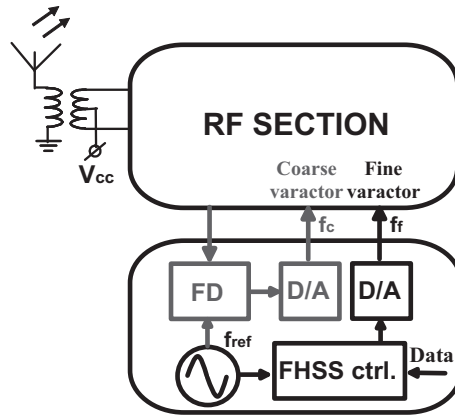 RF SECTION
Vcc
Coarse varactor
Fine varactor
fc
ff
FD
D/A
D/A
fref
FHSS ctrl.
Data